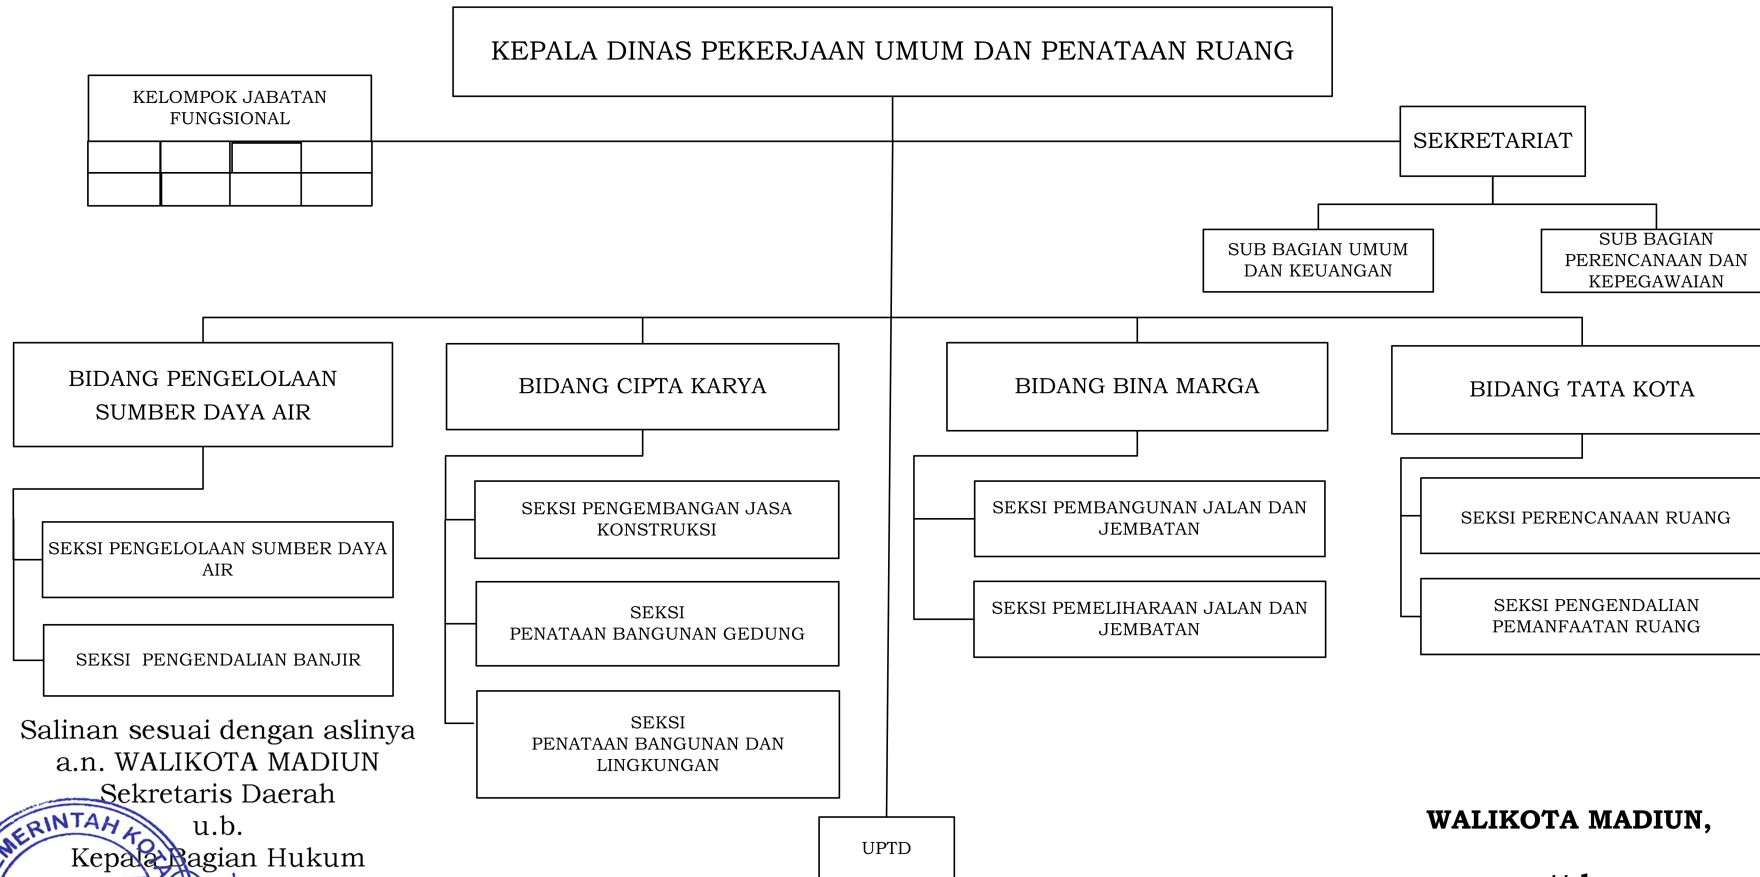 KEPALA DINAS PEKERJAAN UMUM DAN PENATAAN RUANG
KELOMPOK JABATAN
FUNGSIONAL
SEKRETARIAT
SUB BAGIAN UMUM
DAN KEUANGAN
SUB BAGIAN
PERENCANAAN DAN
KEPEGAWAIAN
BIDANG PENGELOLAAN
SUMBER DAYA AIR
BIDANG CIPTA KARYA
BIDANG BINA MARGA
BIDANG TATA KOTA
SEKSI PENGELOLAAN SUMBER DAYA
AIR
SEKSI PENGENDALIAN BANJIR
SEKSI PENGEMBANGAN JASA
KONSTRUKSI
SEKSI
PENATAAN BANGUNAN GEDUNG
SEKSI
PENATAAN BANGUNAN DAN
LINGKUNGAN
SEKSI PEMBANGUNAN JALAN DAN
JEMBATAN
SEKSI PEMELIHARAAN JALAN DAN
JEMBATAN
SEKSI PERENCANAAN RUANG
SEKSI PENGENDALIAN
PEMANFAATAN RUANG
UPTD
Salinan sesuai dengan aslinya
a.n. WALIKOTA MADIUN
Sekretaris Daerah
u.b.
Kepala Bagian Hukum
WALIKOTA MADIUN,